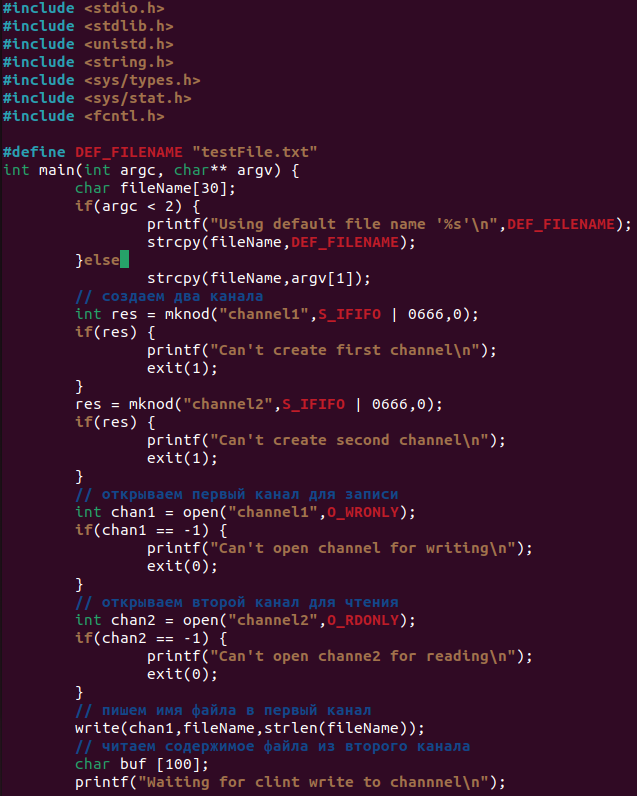 #include <stdio.h>
#include <stdlib.h>
#include <unistd.h>
#include <string.h>
#include <sys/types.h>
#include <sys/stat.h>
#include <fcntl.h>

#define DEF_FILENAME "testFile.txt"
int main(int argc, char** argv) {
        char fileName[30];
        if(argc < 2) {
                printf("Using default file name '%s'\n",DEF_FILENAME);
                strcpy(fileName,DEF_FILENAME);
        }else
                strcpy(fileName,argv[1]);
        // создаем два канала
        int res = mknod("channel1",S_IFIFO | 0666,0);
        if(res) {
                printf("Can't create first channel\n");
                exit(1);
        }
        res = mknod("channel2",S_IFIFO | 0666,0);
        if(res) {
                printf("Can't create second channel\n");
                exit(1);
        }
        // открываем первый канал для записи
        int chan1 = open("channel1",O_WRONLY);
        if(chan1 == -1) {
                printf("Can't open channel for writing\n");
                exit(0);
        }
        // открываем второй канал для чтения
        int chan2 = open("channel2",O_RDONLY);
        if(chan2 == -1) {
                printf("Can't open channe2 for reading\n");
                exit(0);
        }
        // пишем имя файла в первый канал
        write(chan1,fileName,strlen(fileName));
        // читаем содержимое файла из второго канала
        char buf [100];
        printf("Waiting for clint write to channnel\n");